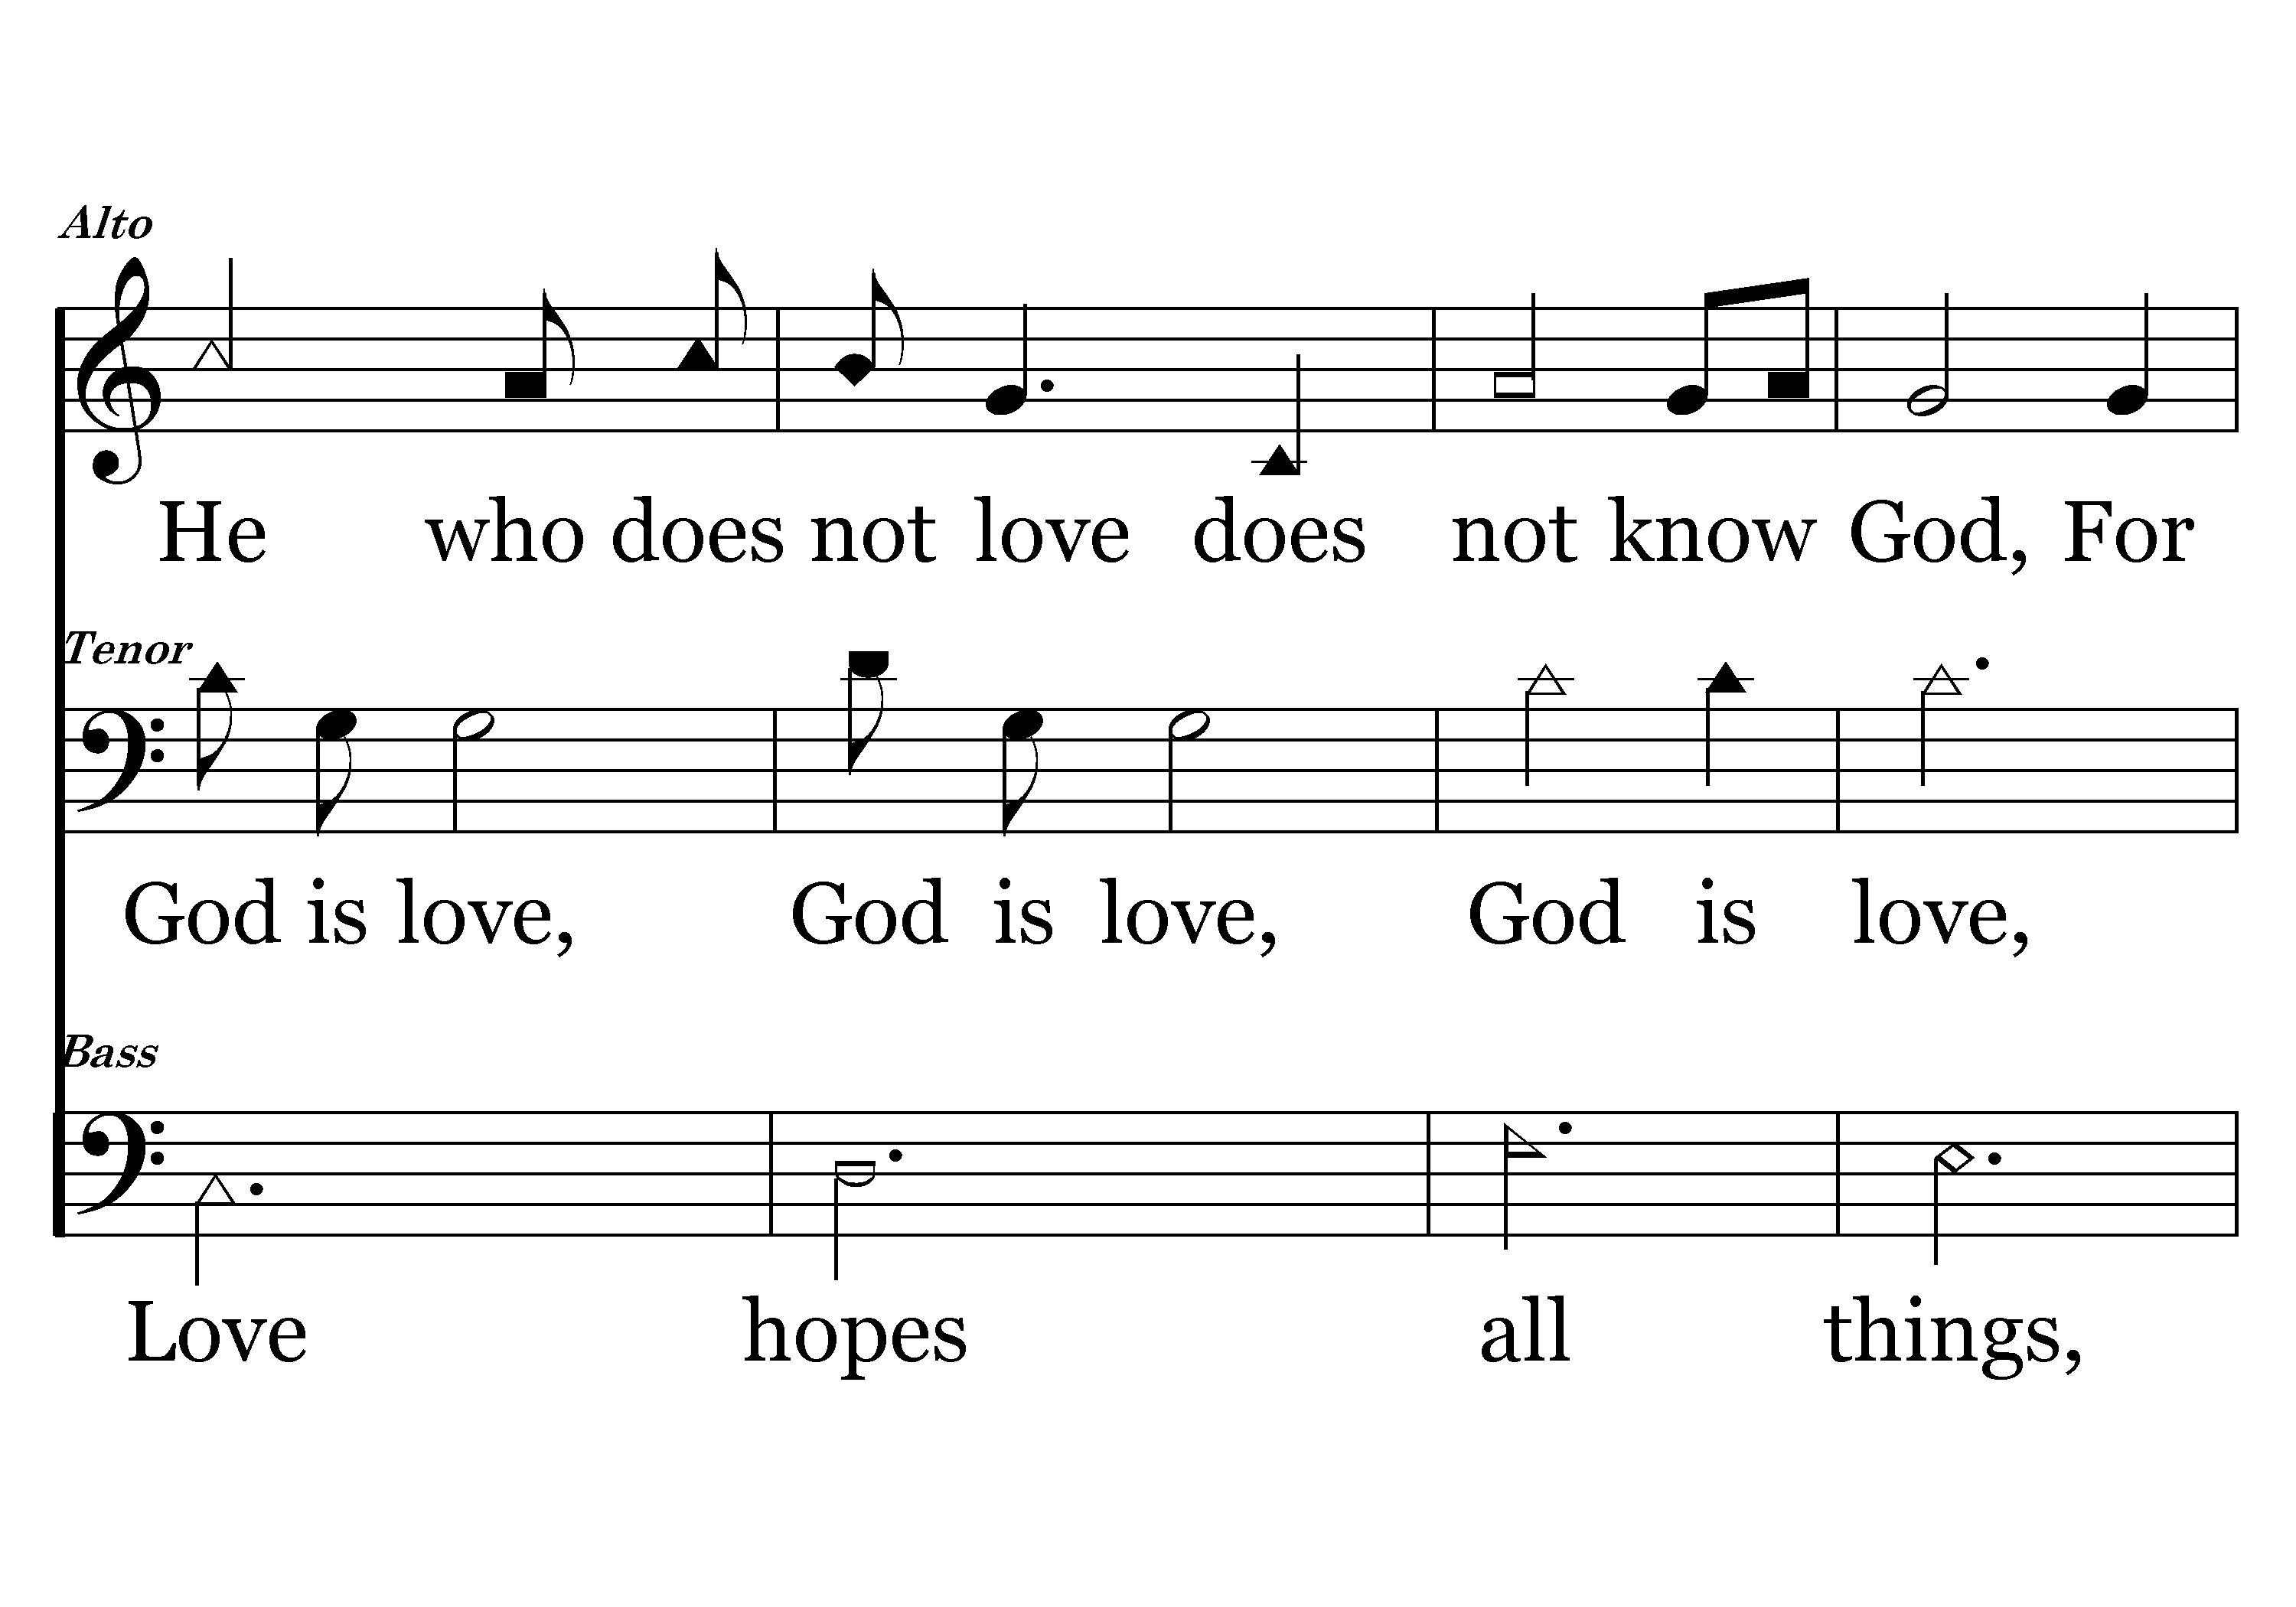 Alto
He who does not love does not know God, For
Tenor
God is love, God is love, God is love,
Bass
Love hopes all things,